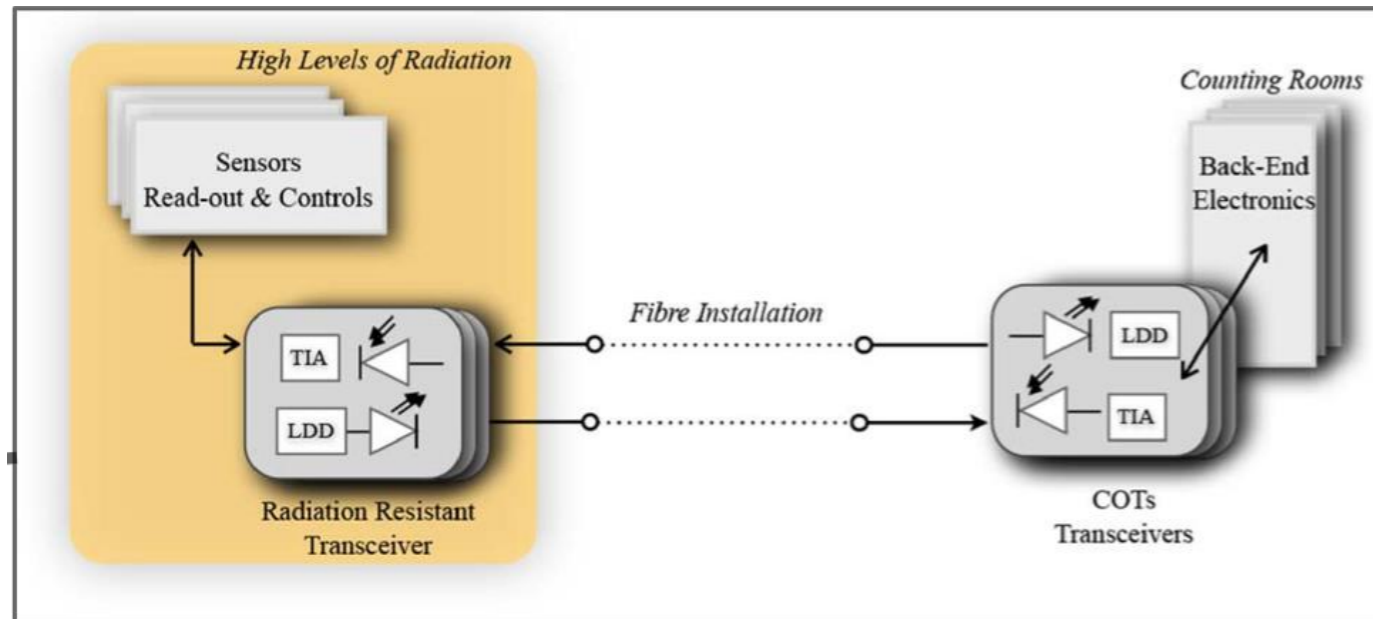 High Levels of Radiation
Sensors
Read-out & Controls
TIA
LDD
Radiation Resistant
Transceiver
Fibre Installation
Counting Rooms
Back-End
Electronics
LDD
TIA
COTs
Transceivers